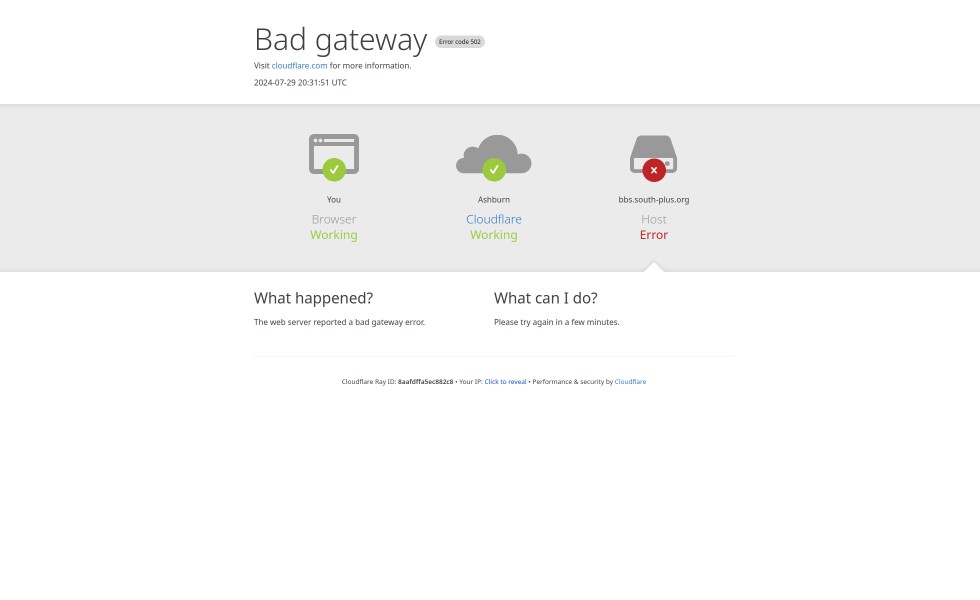 Bad gateway Error code 502
Visit cloudflare.com for more information.
2024-07-29 20:31:51 UTC
You
Browser
Working
Ashburn
Cloudflare
Working
bbs.south-plus.org
Host
Error
What happened?
The web server reported a bad gateway error.
What can I do?
Please try again in a few minutes.
Cloudflare Ray ID: 8aafdffa5ec882c8 • Your IP: Click to reveal • Performance & security by Cloudflare